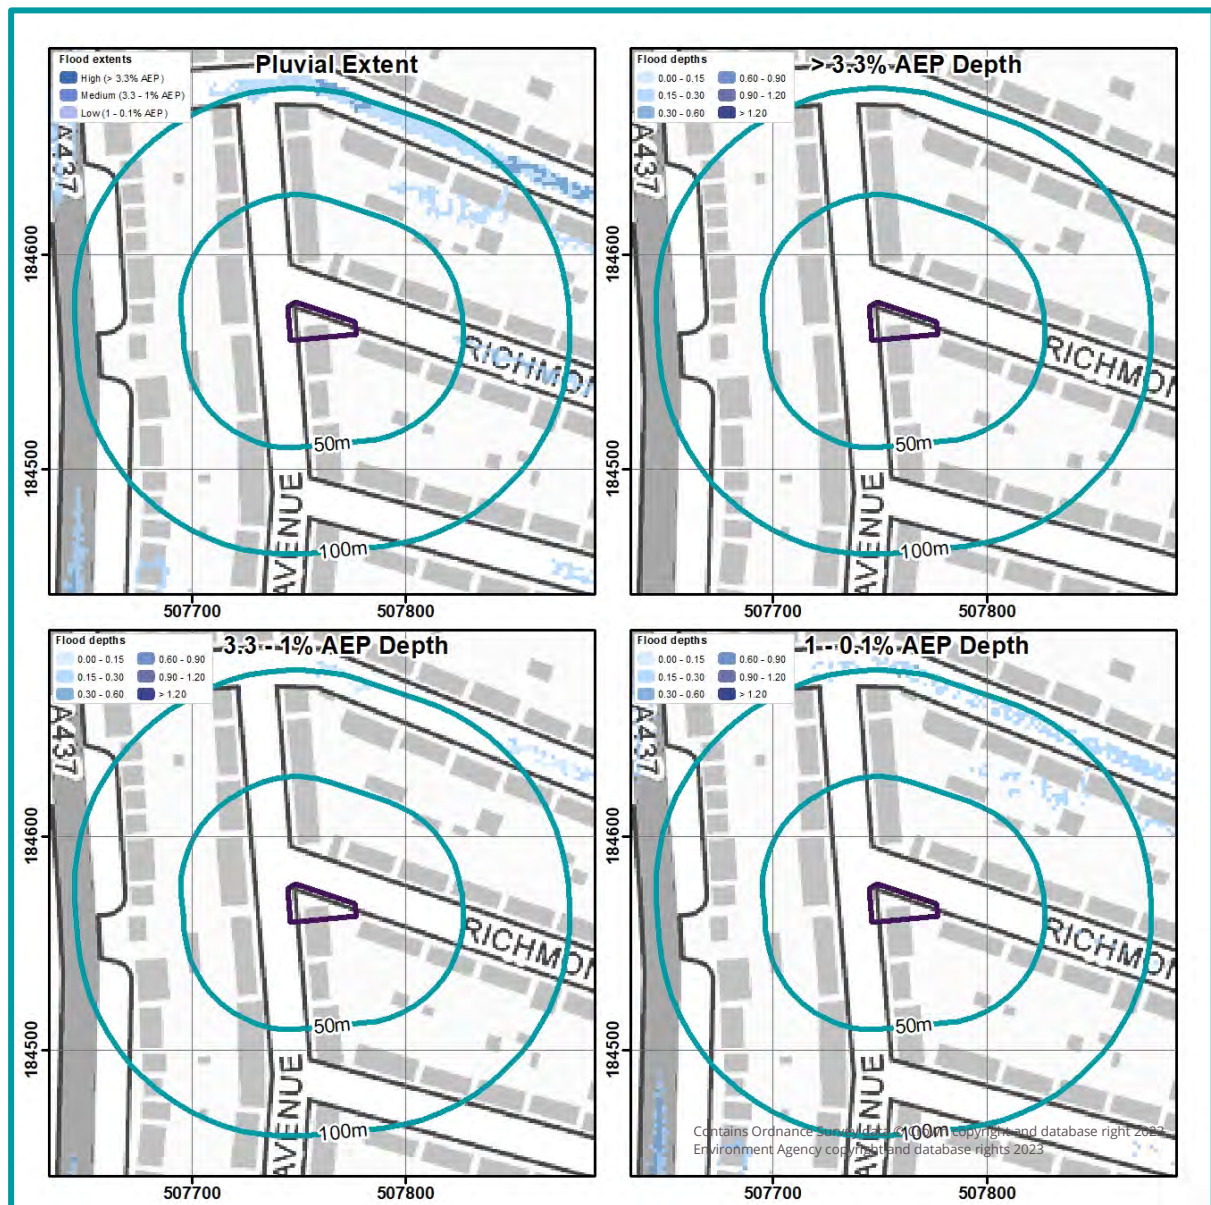 Pluvial Extent
Flood extents
High (> 3.3% AEP)
Medium (3.3 - 1% AEP)
Low (1 - 0.1% AEP)
A437
RICHMON
AVENUE
50m
100m
184600
184500
507700
507800
> 3.3% AEP Depth
Flood depths
0.00 - 0.15
0.15 - 0.30
0.30 - 0.60
0.60 - 0.90
0.90 - 1.20
> 1.20
A437
RICHMON
AVENUE
50m
100m
184600
184500
507700
507800
3.3 - 1% AEP Depth
Flood depths
0.00 - 0.15
0.15 - 0.30
0.30 - 0.60
0.60 - 0.90
0.90 - 1.20
> 1.20
A437
RICHMON
AVENUE
50m
100m
184600
184500
507700
507800
1 - 0.1% AEP Depth
Flood depths
0.00 - 0.15
0.15 - 0.30
0.30 - 0.60
0.60 - 0.90
0.90 - 1.20
> 1.20
A437
RICHMON
AVENUE
50m
100m
184600
184500
507700
507800
Contains Ordnance Survey data © copyright and database right
Environment Agency copyright and database rights 2023